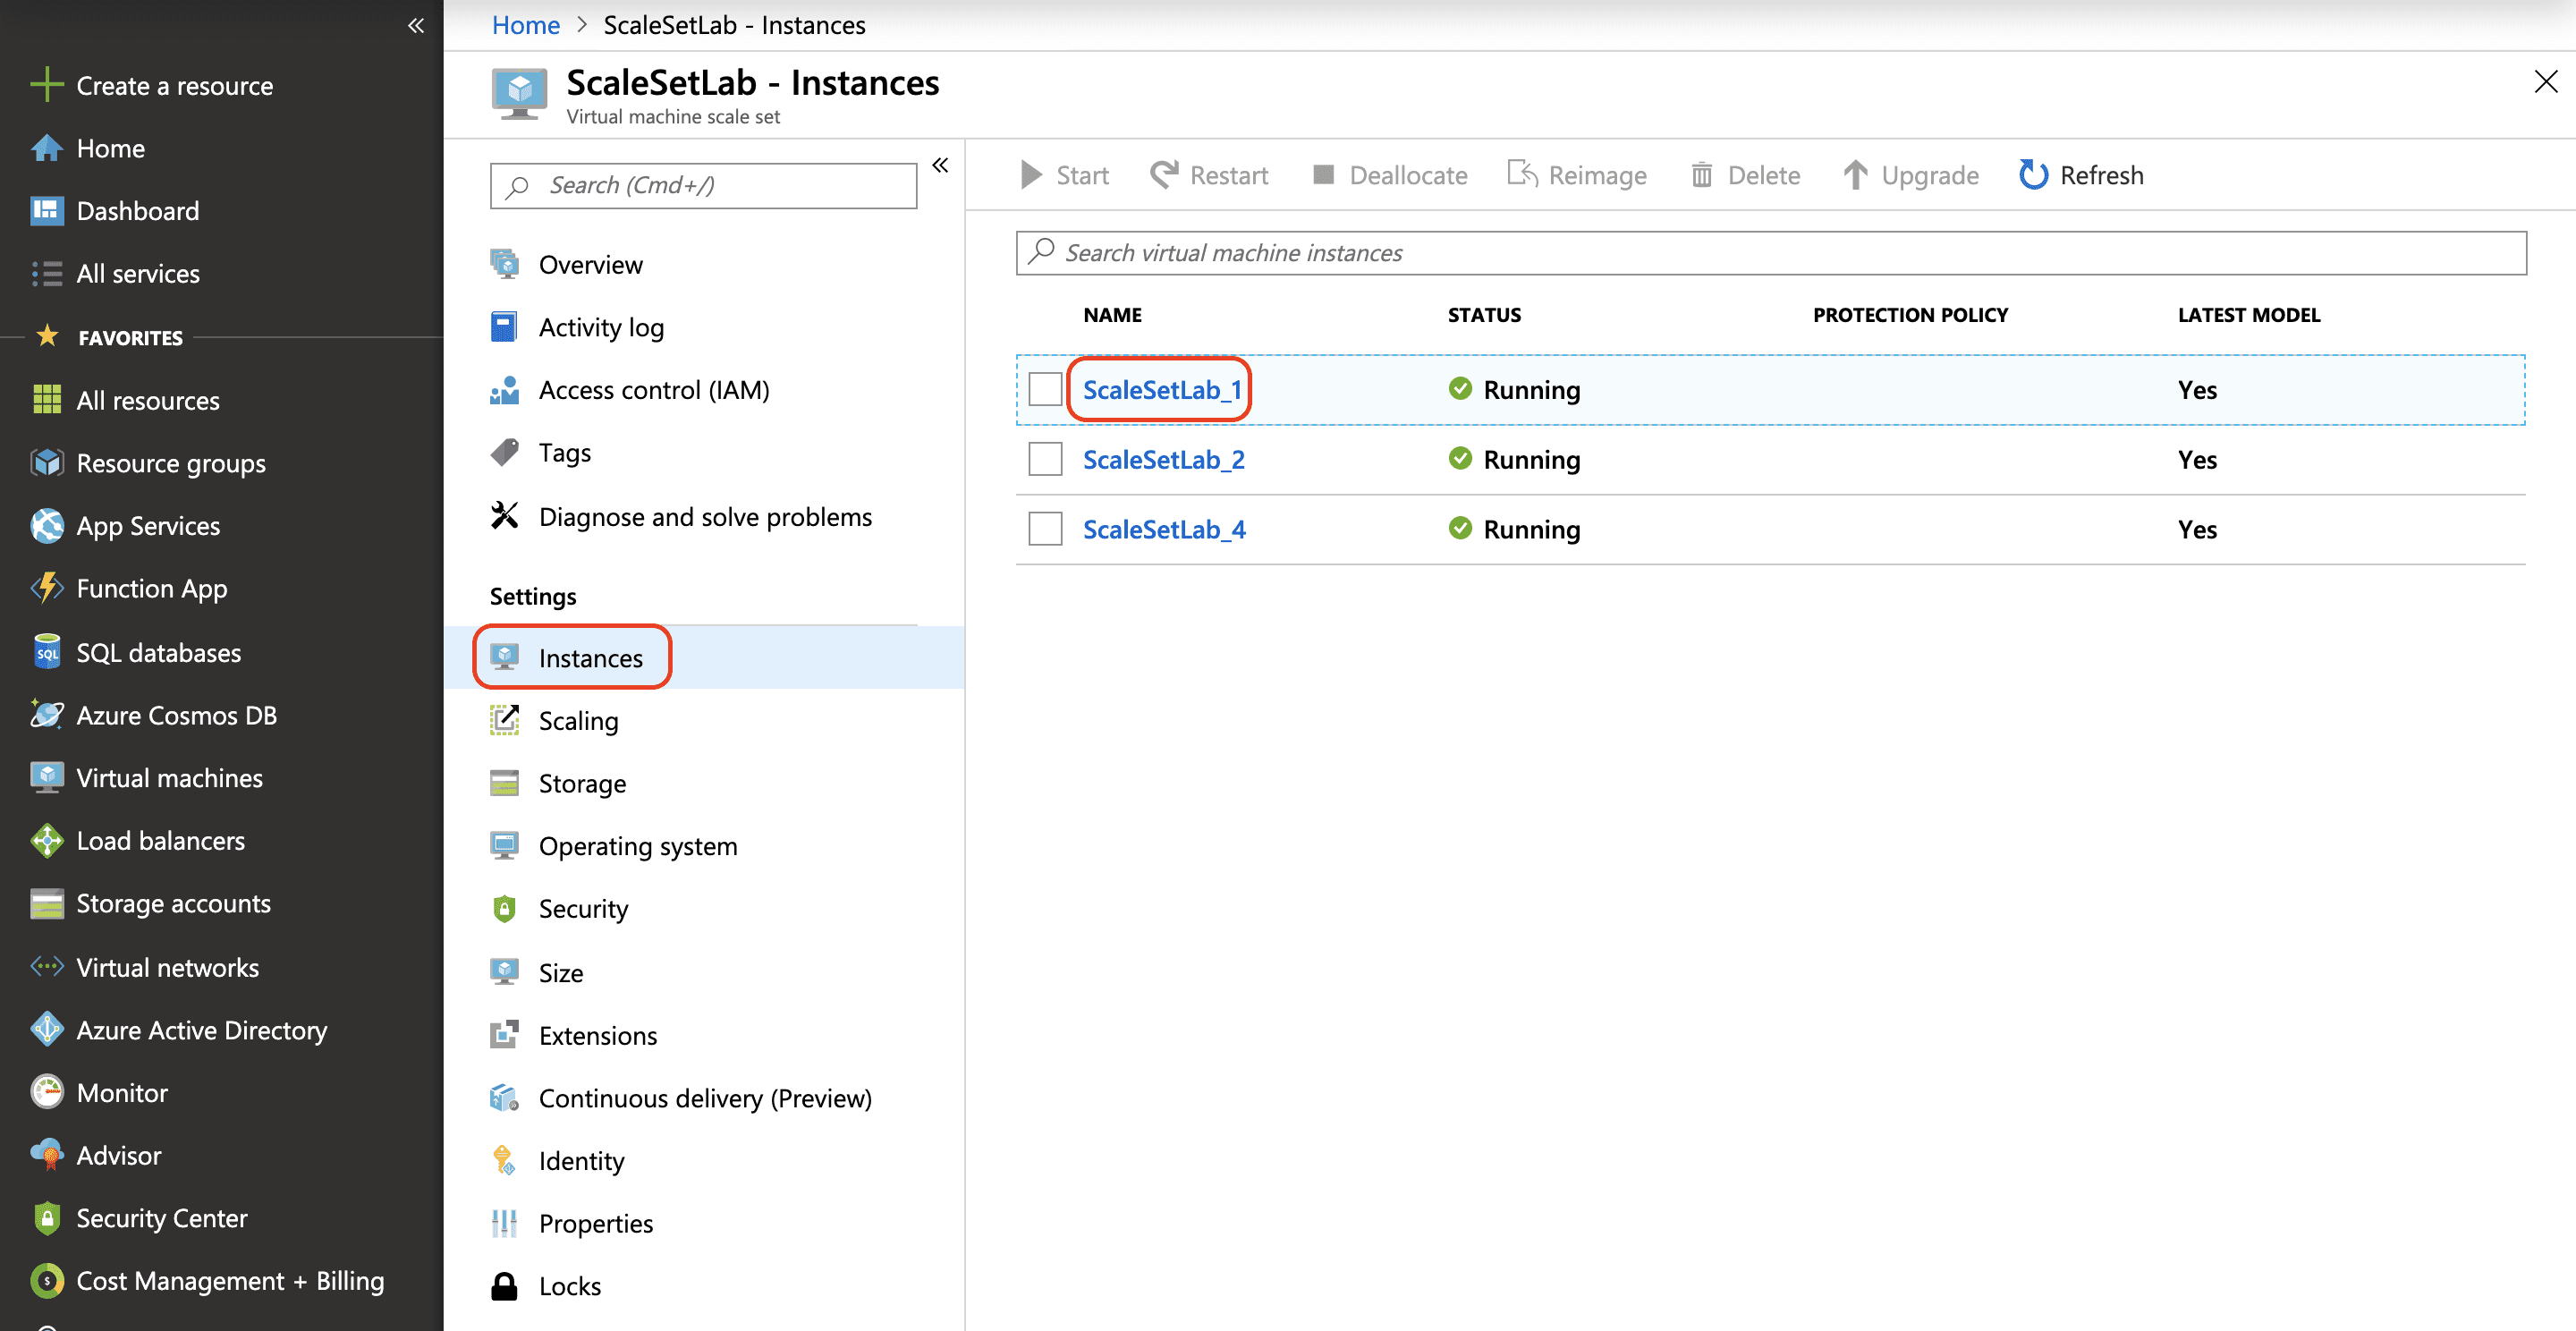 Home > ScaleSetLab - Instances
Create a resource
Home
Dashboard
All services
FAVORITES
All resources
Resource groups
App Services
Function App
SQL
SQL databases
Azure Cosmos DB
Virtual machines
Load balancers
Storage accounts
Virtual networks
Azure Active Directory
Monitor
Advisor
Security Center
$
Cost Management + Billing
ScaleSetLab - Instances
Virtual machine scale set
Search (Cmd+/)
Overview
Activity log
Access control (IAM)
Tags
Diagnose and solve problems
Settings
Instances
Scaling
Storage
Operating system
Security
Size
Extensions
Continuous delivery (Preview)
Identity
Properties
Locks
Start Restart Deallocate Reimage Delete Upgrade Refresh
Search virtual machine instances
NAME STATUS PROTECTION POLICY LATEST MODEL
ScaleSetLab_1 Running Yes
ScaleSetLab_2 Running Yes
ScaleSetLab_4 Running Yes